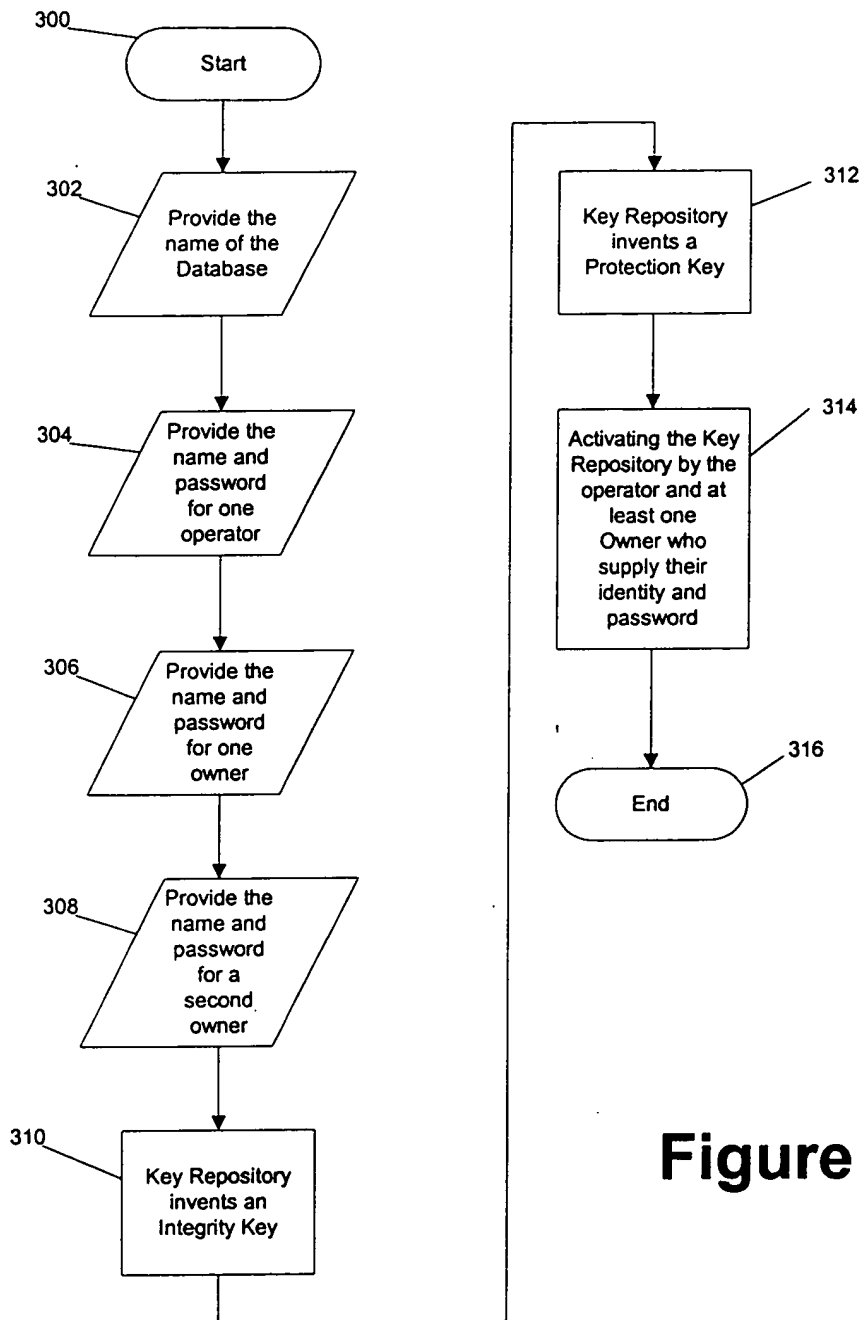 300
Start
302
Provide the
name of the
Database
304
Provide the
name and
password
for one
operator
306
Provide the
name and
password
for one
owner
308
Provide the
name and
password
for a
second
owner
310
Key Repository
invents an
Integrity Key
312
Key Repository
invents a
Protection Key
314
Activating the Key
Repository by the
operator and at
least one
Owner who
supply their
identity and
password
316
End
Figure